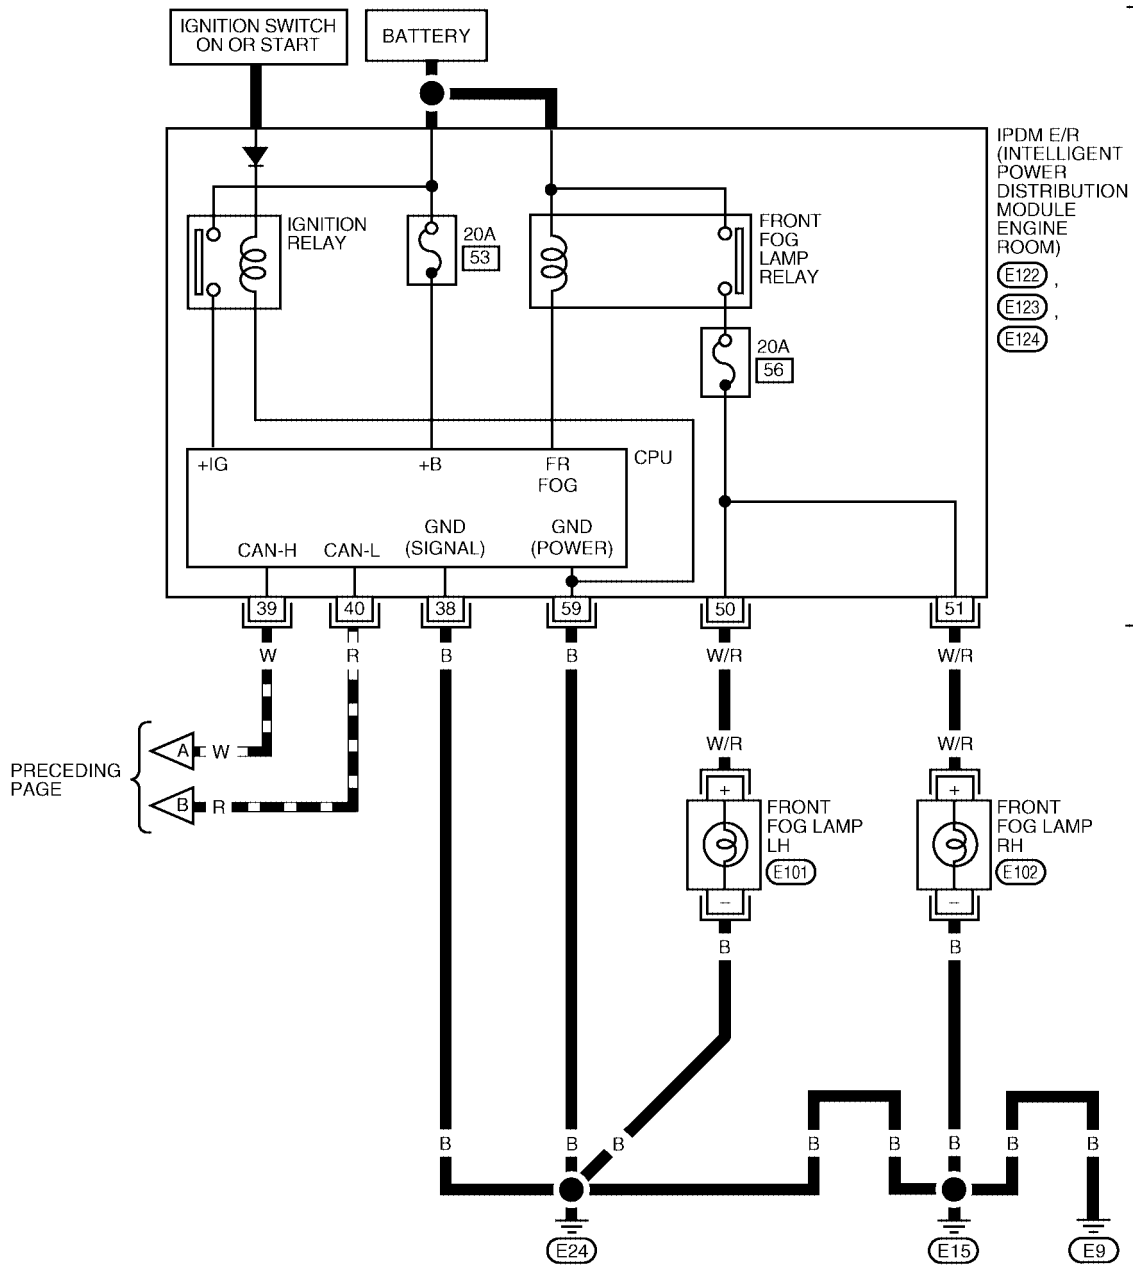 IGNITION SWITCH
ON OR START
BATTERY
IPDM E/R
(INTELLIGENT
POWER
DISTRIBUTION
MODULE
ENGINE
ROOM)
E122 ,
E123 ,
E124
IGNITION
RELAY
20A
53
FRONT
FOG
LAMP
RELAY
20A
56
+IG
+B
FR
FOG
CPU
CAN-H
CAN-L
GND
(SIGNAL)
GND
(POWER)
39
40
38
59
50
51
W
R
B
B
W/R
W/R
A
W
W/R
W/R
PRECEDING
PAGE
B
R
+
+
FRONT
FOG LAMP
LH
E101
FRONT
FOG LAMP
RH
E102
–
–
B
B
B
B
B
B
B
B
B
B
E24
E15
E9